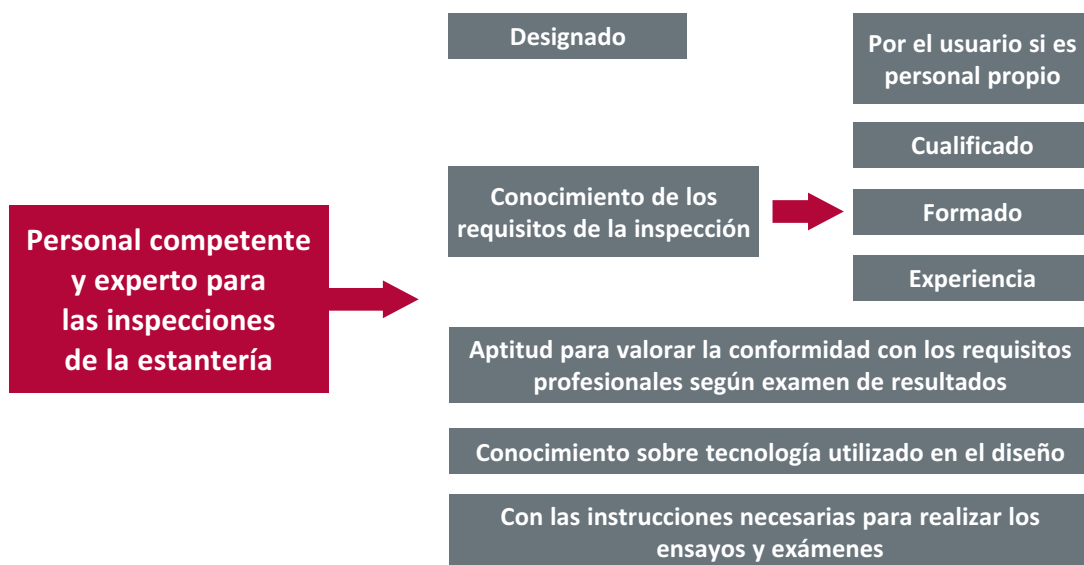 Personal competente
y experto para
las inspecciones
de la estantería
Designado
Por el usuario si es
personal propio
Conocimiento de los
requisitos de la inspección
Cualificado
Formado
Experiencia
Aptitud para valorar la conformidad con los requisitos
profesionales según examen de resultados
Conocimiento sobre tecnología utilizado en el diseño
Con las instrucciones necesarias para realizar los
ensayos y exámenes